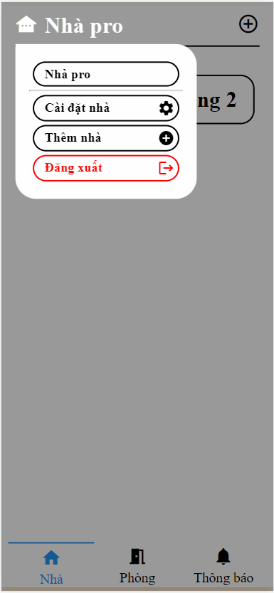 Nhà pro
Nhà pro
ng 2
Cài đặt nhà
Thêm nhà
Đăng xuất
Nhà
Phòng
Thông báo